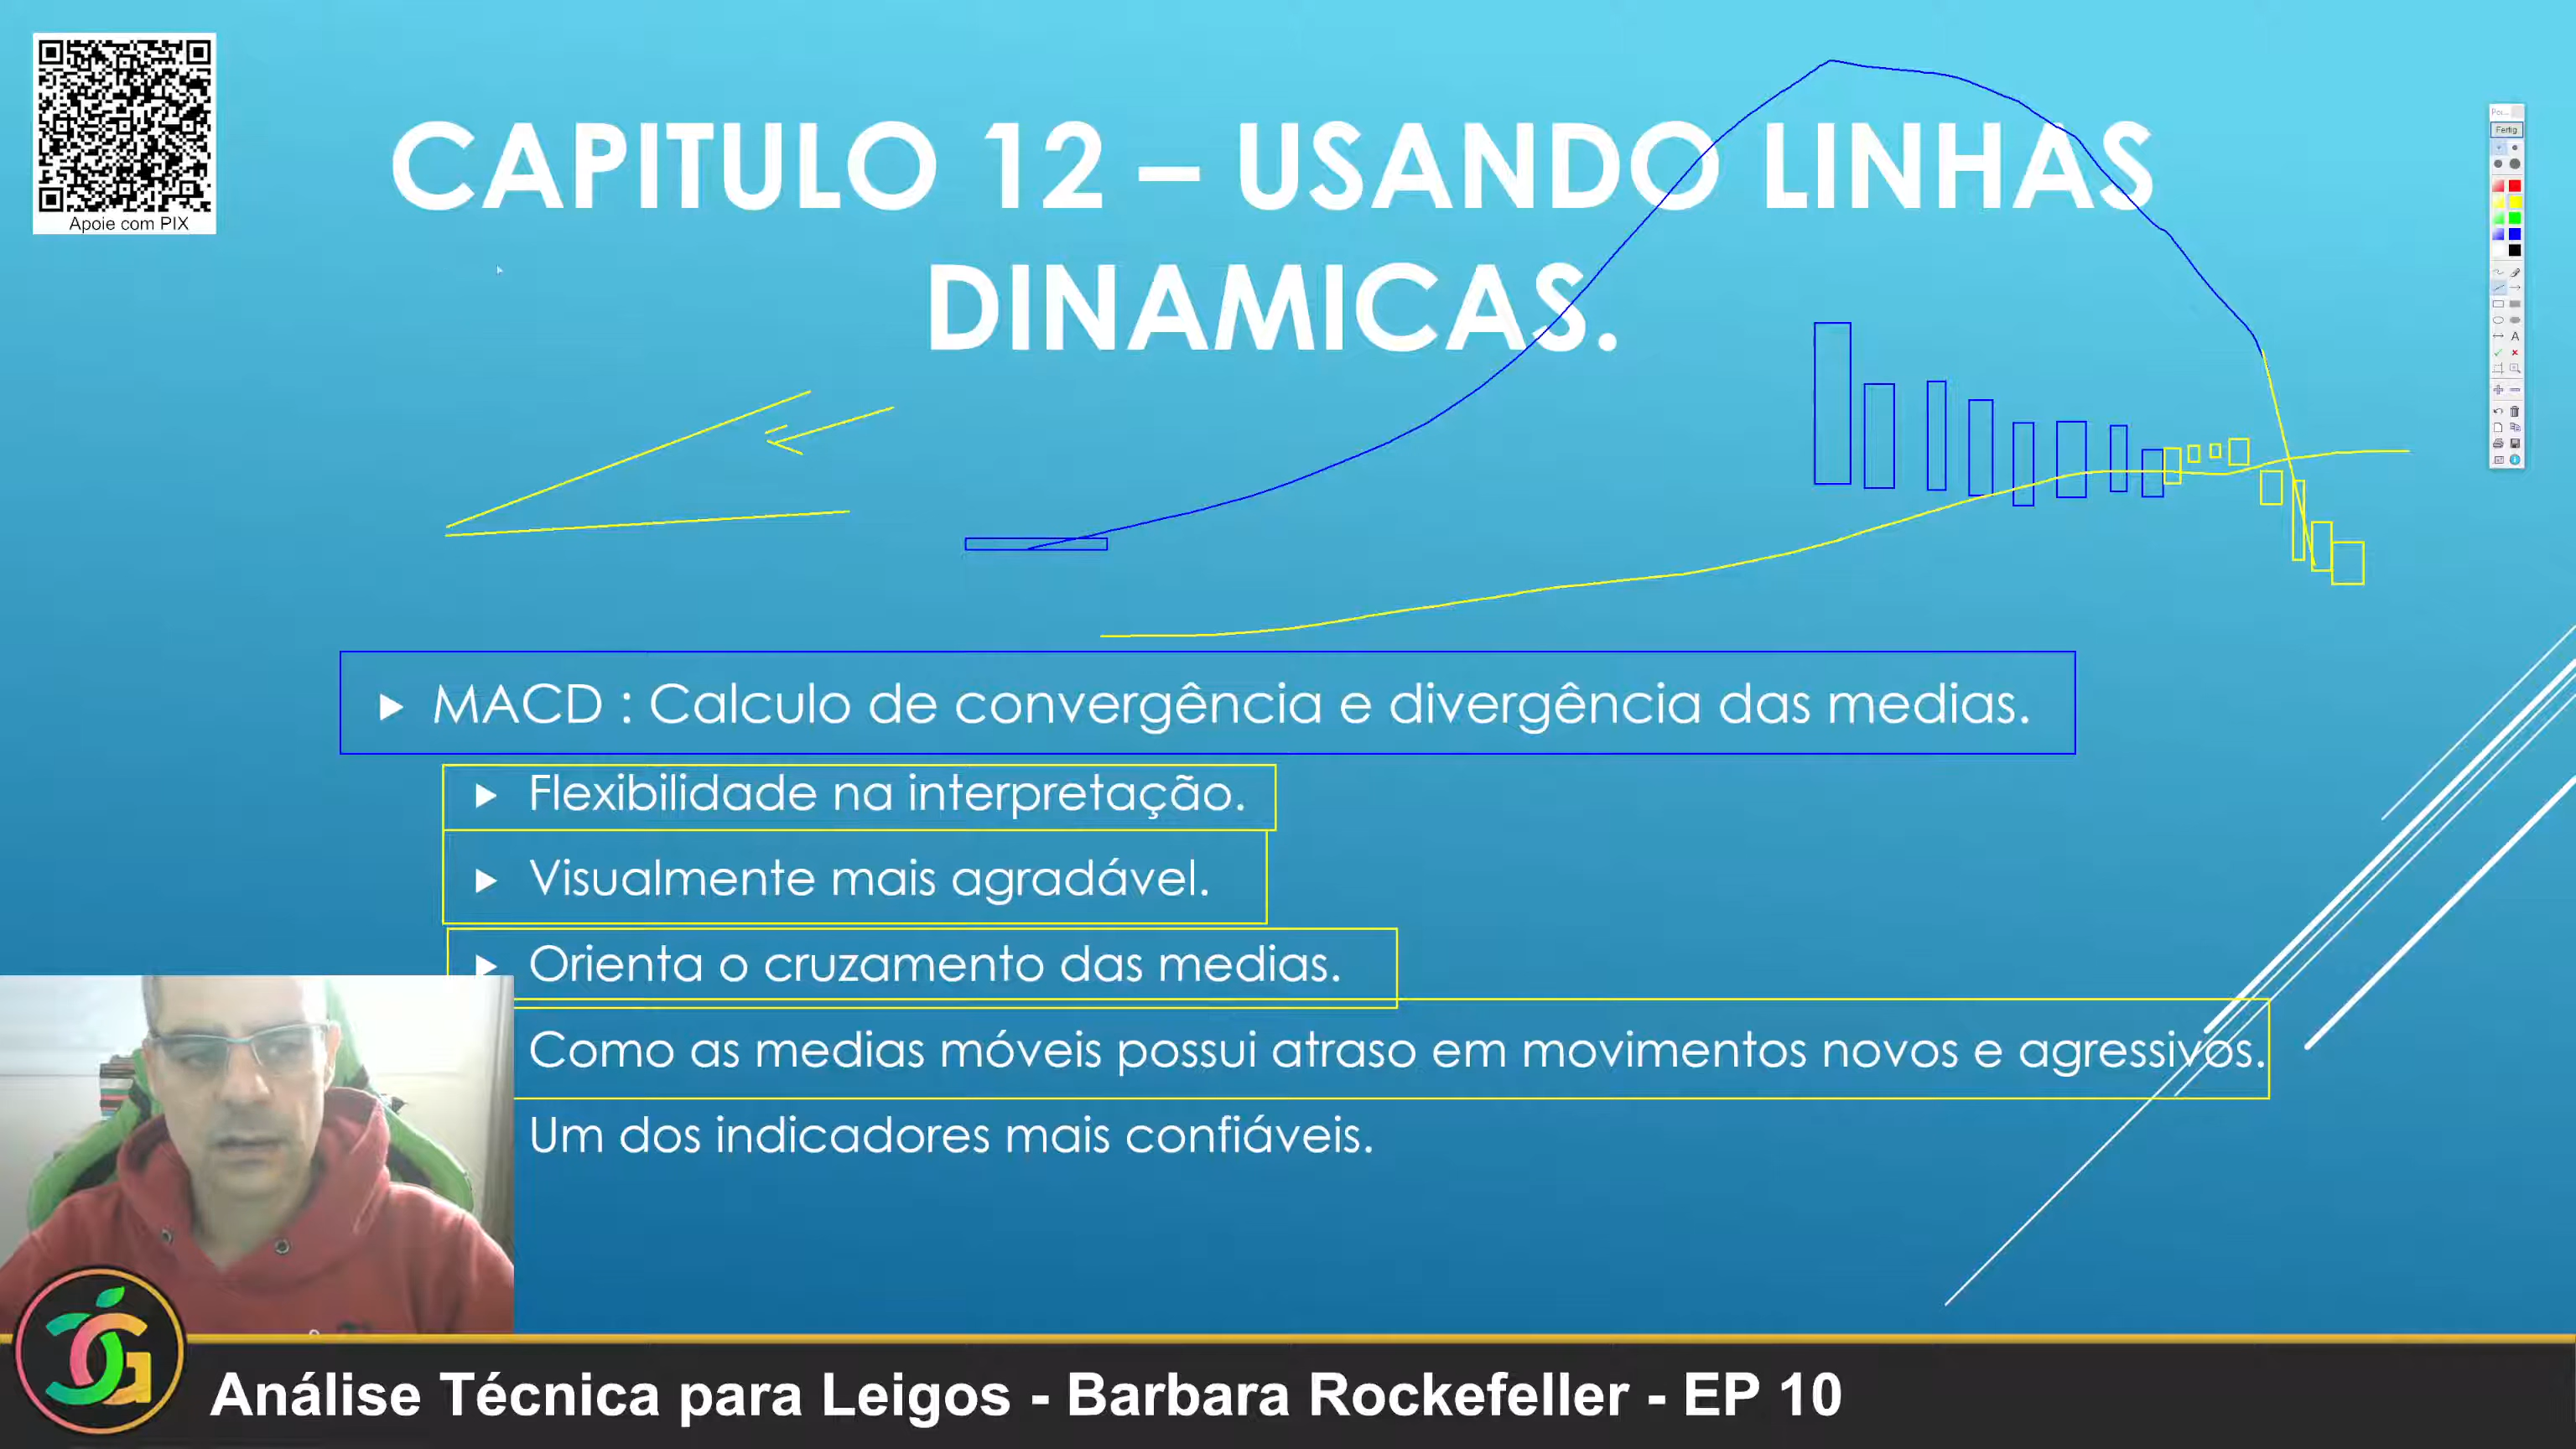 Apoie com PIX
CAPITULO 12 – USANDO LINHAS
DINAMICAS.
Fertig
A
MACD : Calculo de convergência e divergência das medias.
Flexibilidade na interpretação.
Visualmente mais agradável.
Orienta o cruzamento das medias.
Como as medias móveis possui atraso em movimentos novos e agressivos.
Um dos indicadores mais confiáveis.
Análise Técnica para Leigos - Barbara Rockefeller - EP 10